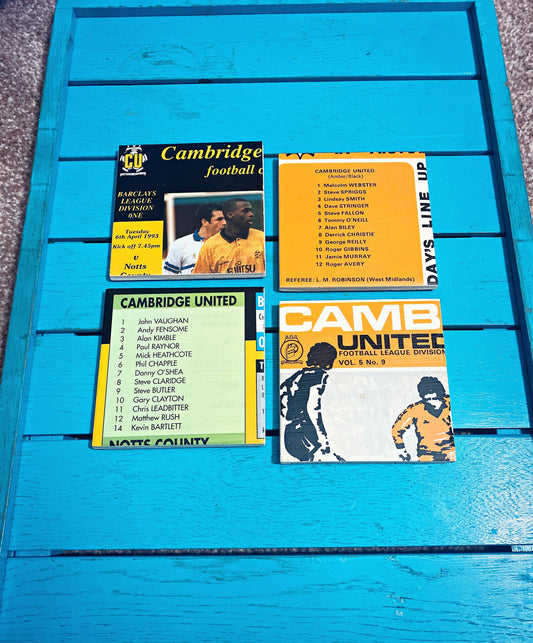 CU
Cambridge
football c
BARCLAYS
LEAGUE
DIVISION
ONE
Tuesday
6th April 1993
Kick off 7.45pm
v
Notts
County
FUJITSU
CAMBRIDGE UNITED
(Amber/Black)
1 Malcolm WEBSTER
2 Steve SPRIGGS
3 Lindsay SMITH
4 Dave STRINGER
5 Steve FALLON
6 Tommy O'NEILL
7 Alan BILEY
8 Derrick CHRISTIE
9 George REILLY
10 Roger GIBBINS
11 Jamie MURRAY
12 Roger AVERY
REFEREE: L. M. ROBINSON (West Midlands)
DAY'S LINE UP
CAMBRIDGE UNITED
1 John VAUGHAN
2 Andy FENSOME
3 Alan KIMBLE
4 Paul RAYNOR
5 Mick HEATHCOTE
6 Phil CHAPPLE
7 Danny O'SHEA
8 Steve CLARIDGE
9 Steve BUTLER
10 Gary CLAYTON
11 Chris LEADBITTER
12 Matthew RUSH
14 Kevin BARTLETT
NOTTS COUNTY
CAMB
UNITED
FOOTBALL LEAGUE DIVISION
VOL. 5 No. 9